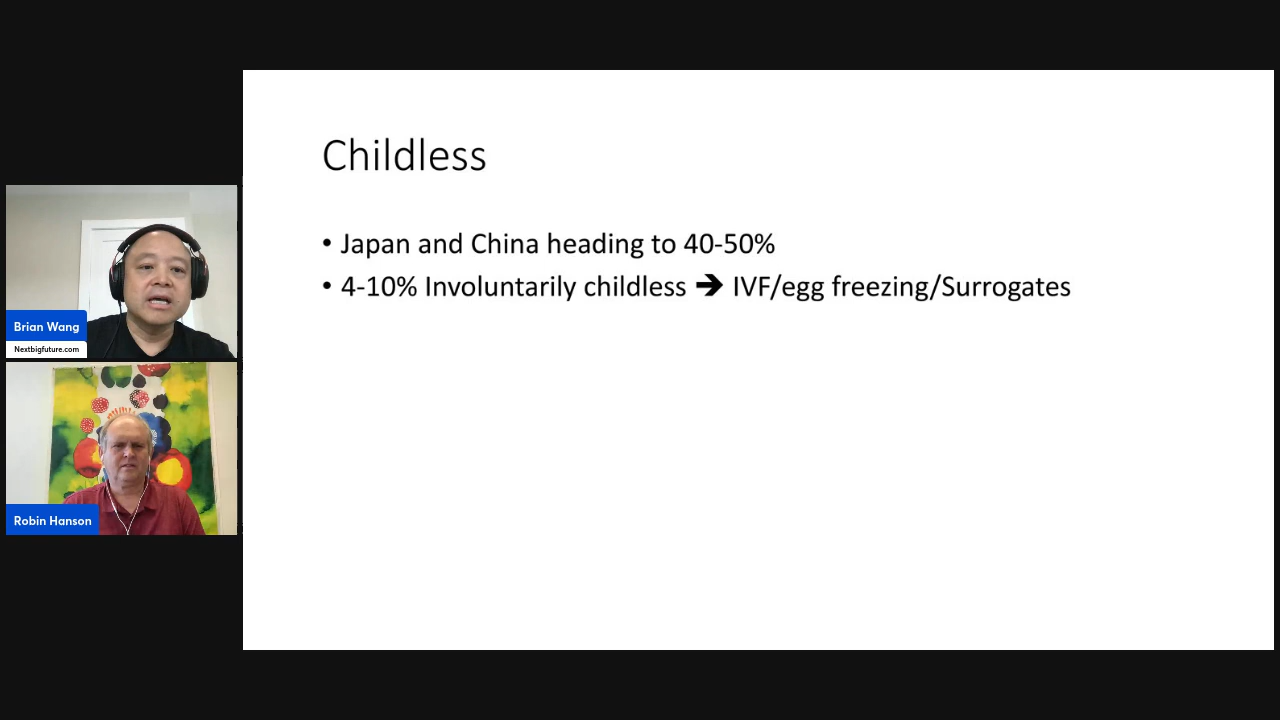 Childless
• Japan and China heading to 40-50%
• 4-10% Involuntarily childless 🡺 IVF/egg freezing/Surrogates
Brian Wang
Nextbigfuture.com
Robin Hanson